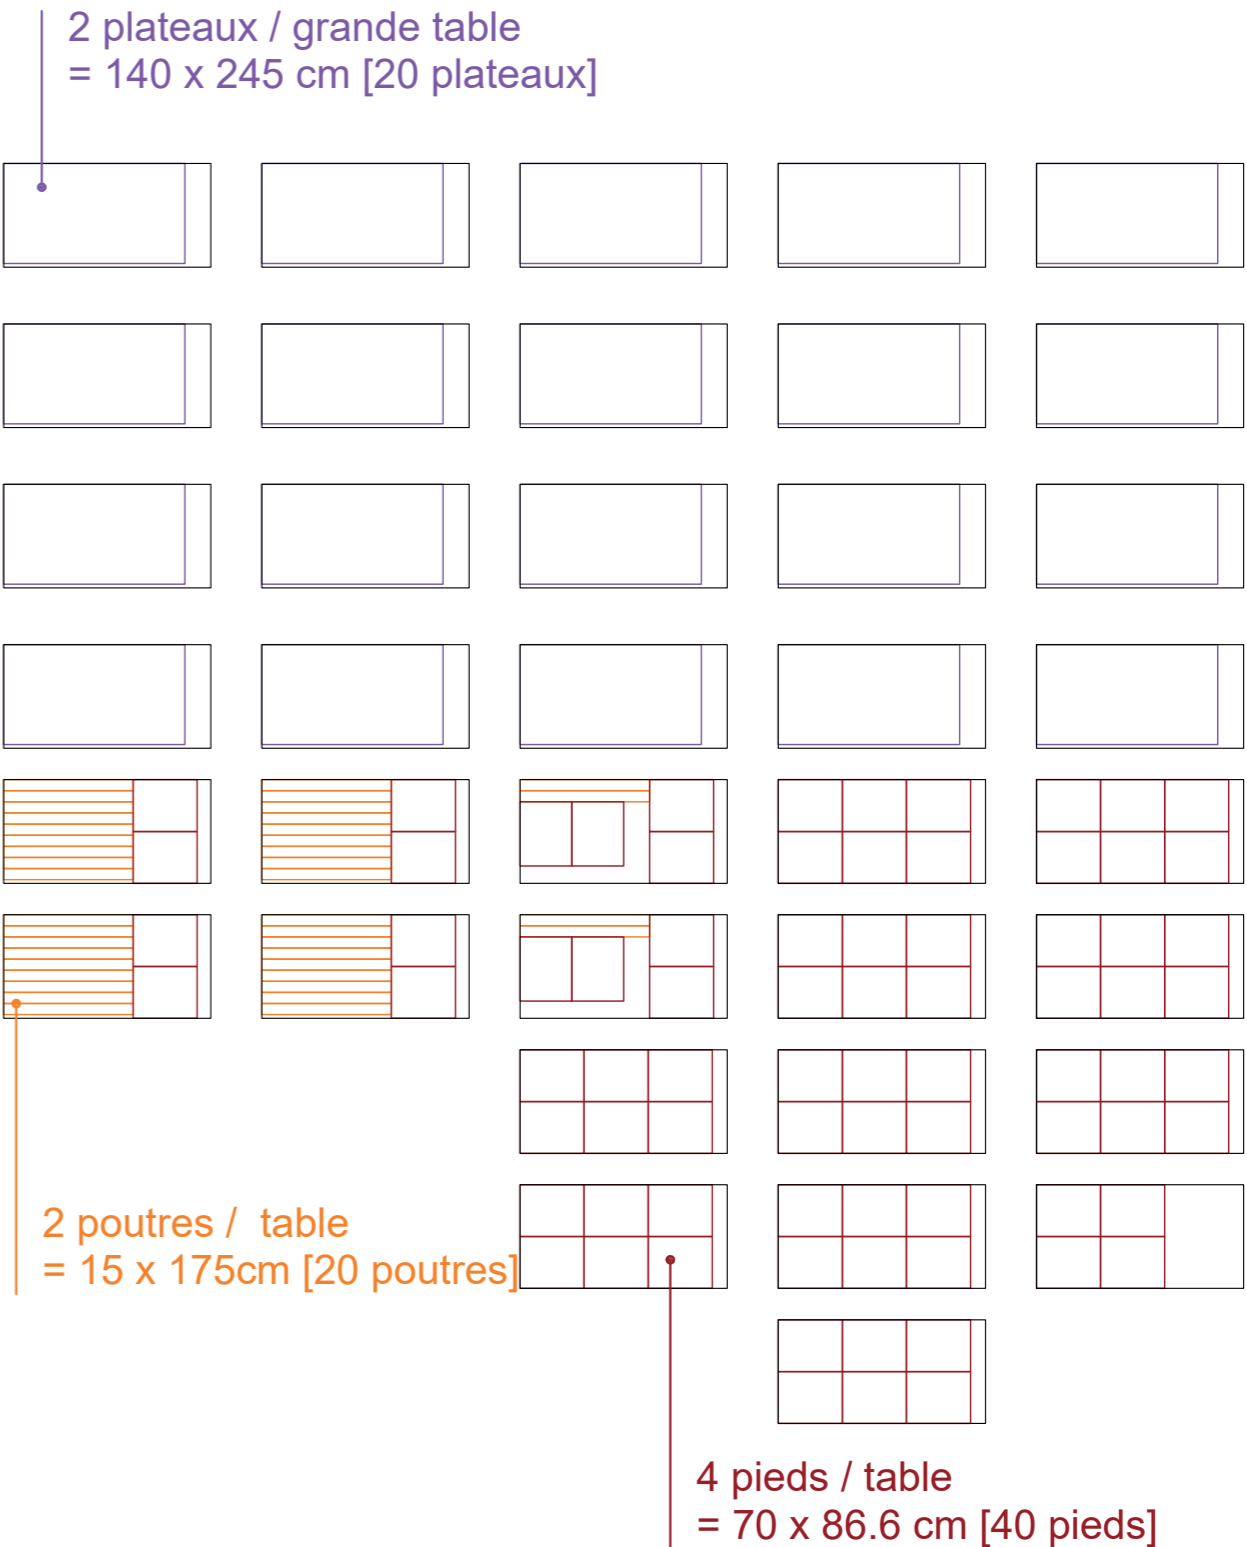 2 plateaux / grande table
= 140 x 245 cm [20 plateaux]
2 poutres / table
= 15 x 175cm [20 poutres]
4 pieds / table
= 70 x 86.6 cm [40 pieds]